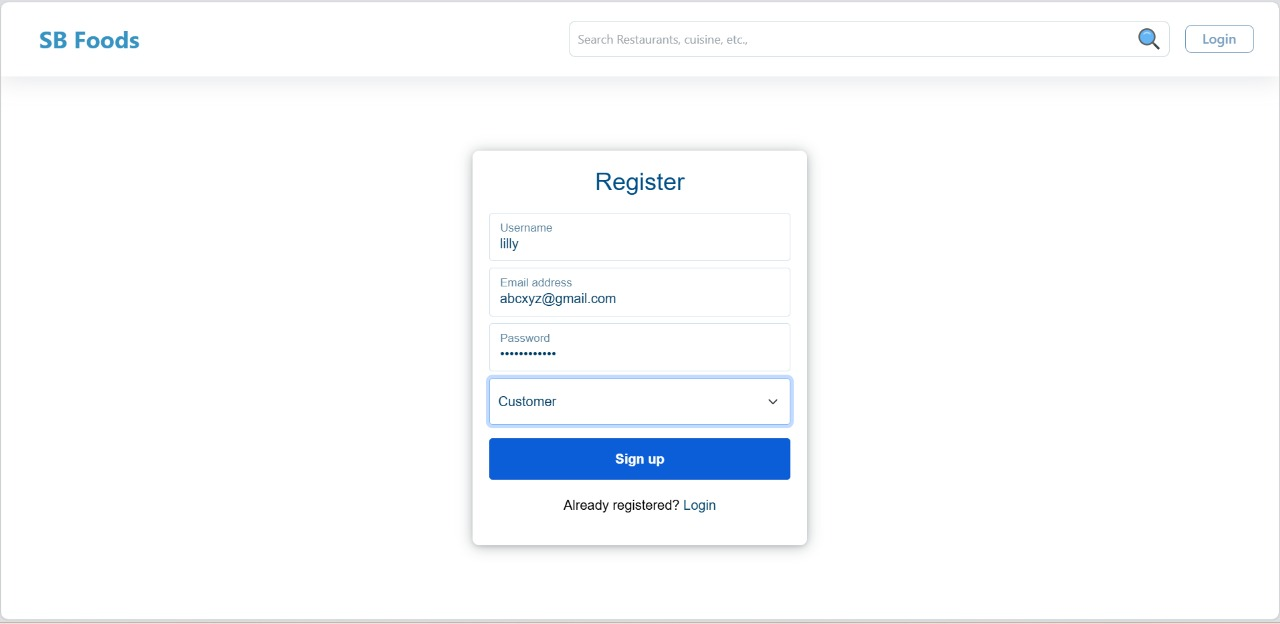 SB Foods
Search Restaurants, cuisine, etc.,
Login
Register
Username
lilly
Email address
abcxyz@gmail.com
Password
••••••••••••
Customer
Sign up
Already registered? Login